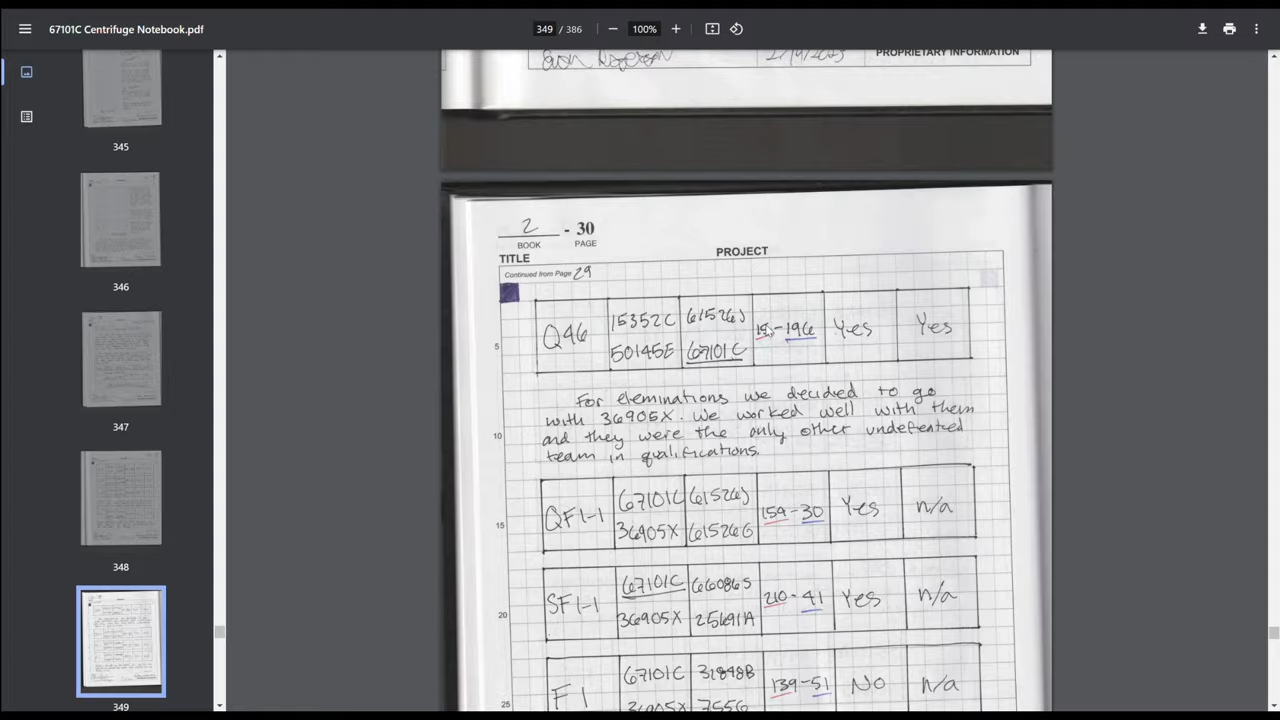 67101C Centrifuge Notebook.pdf
349 / 386
100%
345
346
347
348
349
PROPRIETARY INFORMATION
2 - 30
BOOK PAGE
TITLE
PROJECT
Continued from Page 29
5
Q46
15352C 61526J
50145E 67101C
-196
Yes
Yes
For eleminations we decided to go
10
with 36905X. We worked well with them
and they were the only other undefeated
team in qualifications.
15
QF1-1
67101C 61526J
36905X 61526G
159-30
Yes
n/a
20
SF1-1
67101C 66086S
36905X 25691A
210-41
Yes
n/a
25
F1
67101C 32898B
36905X 7556
139-51
No
n/a